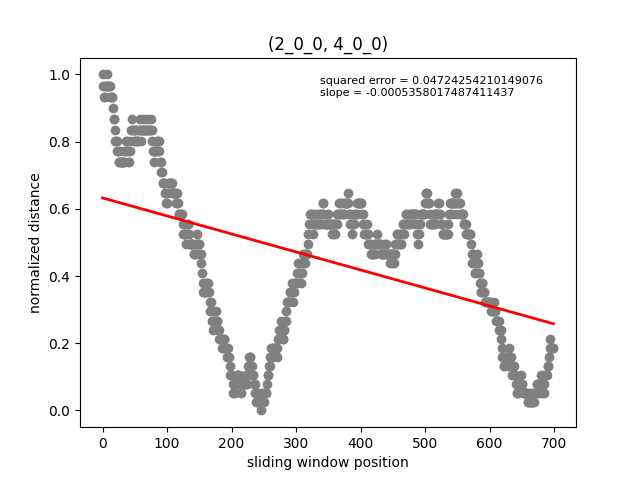 (2_0_0, 4_0_0)
squared error = 0.04724254210149076
slope = -0.0005358017487411437
1.0
0.8
0.6
0.4
0.2
0.0
normalized distance
0 100 200 300 400 500 600 700
sliding window position